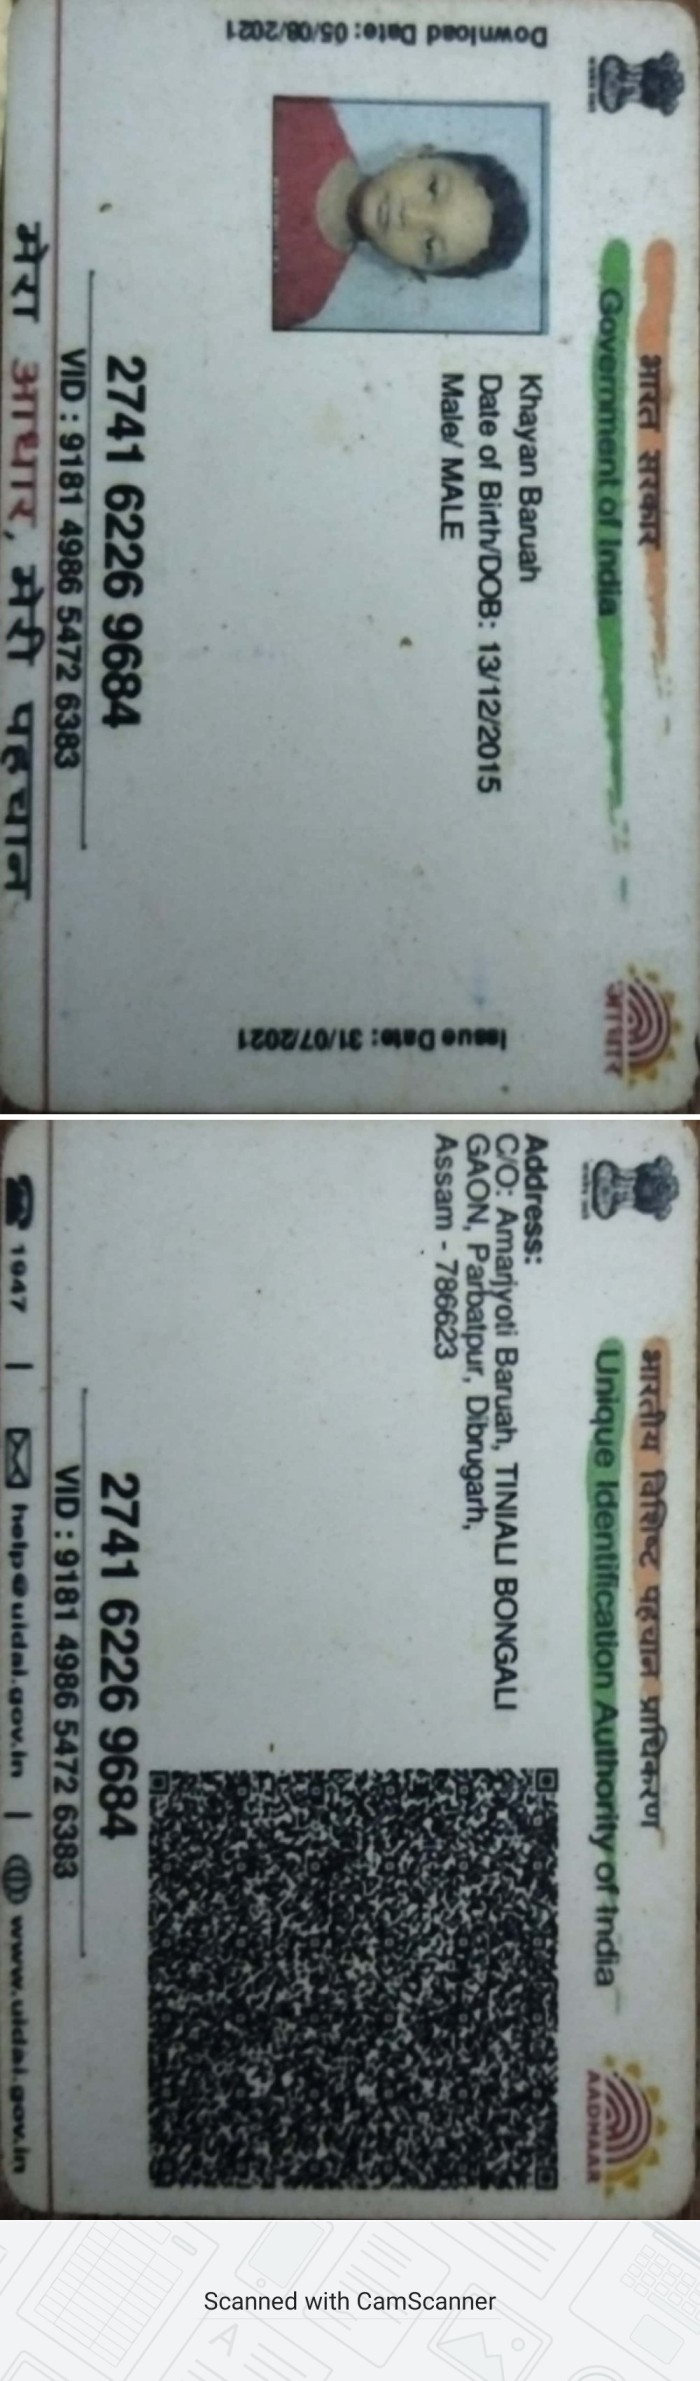 भारत सरकार
Government of India
Download Date: 05/08/2021
Khayan Baruah
Date of Birth/DOB: 13/12/2015
Male/ MALE
Issue Date: 31/07/2021
2741 6226 9684
VID : 9181 4986 5472 6383
मेरा आधार, मेरी पहचान
आधार
भारतीय विशिष्ट पहचान प्राधिकरण
Unique Identification Authority of India
AADHAAR
Address:
C/O: Amarjyoti Baruah, TINIALI BONGALI
GAON, Parbatpur, Dibrugarh,
Assam - 786623
2741 6226 9684
VID : 9181 4986 5472 6383
1947 | help@uidai.gov.in | www.uidai.gov.in
Scanned with CamScanner